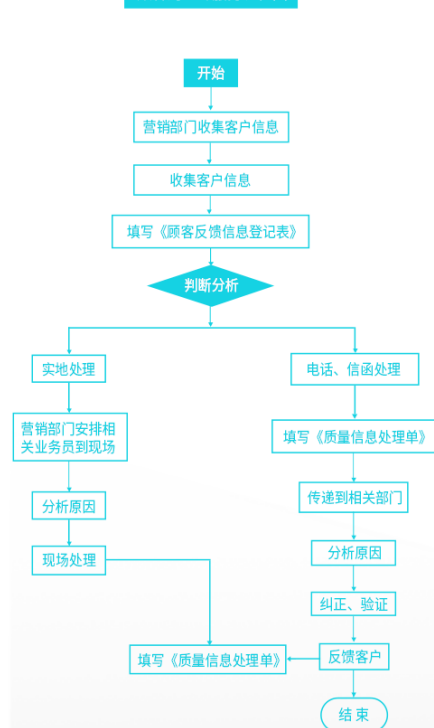 开始
营销部门收集客户信息
收集客户信息
填写《顾客反馈信息登记表》
判断分析
实地处理
电话、信函处理
营销部门安排相
关业务员到现场
填写《质量信息处理单》
传递到相关部门
分析原因
分析原因
现场处理
纠正、验证
填写《质量信息处理单》
反馈客户
结束